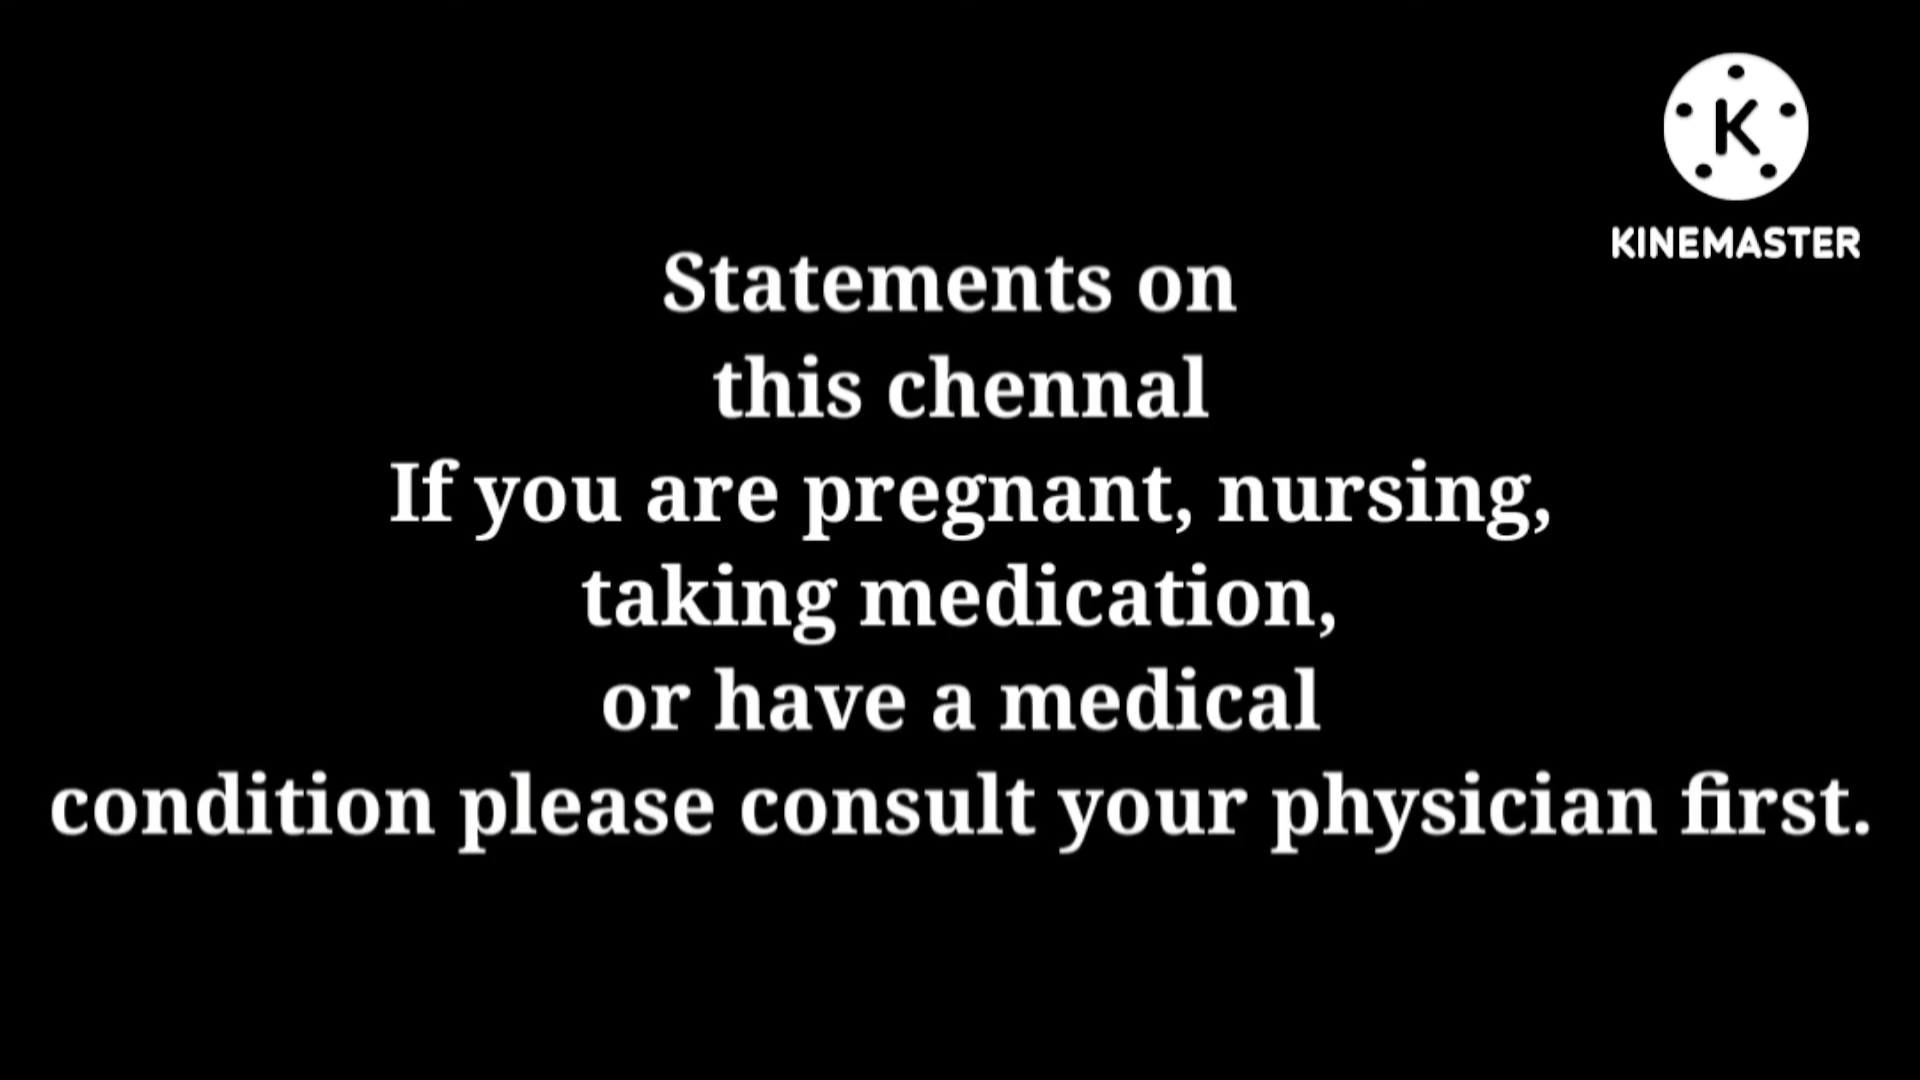 K
KINEMASTER
Statements on
this chennal
If you are pregnant, nursing,
taking medication,
or have a medical
condition please consult your physician first.